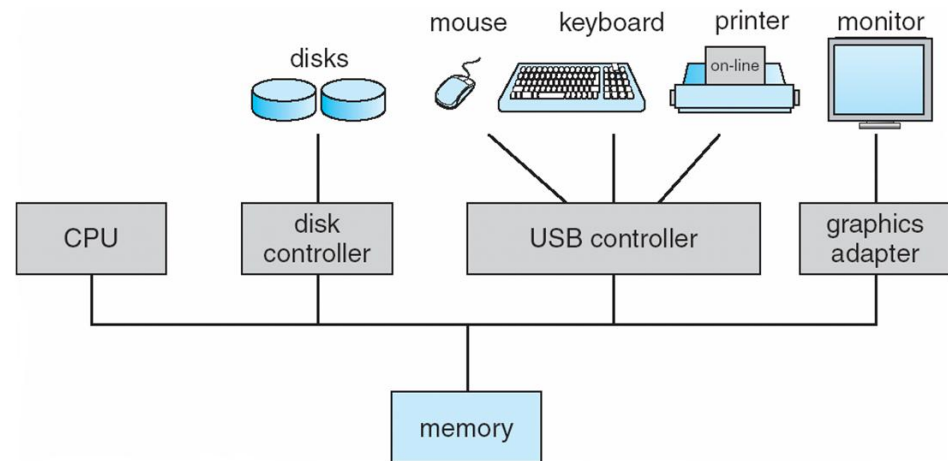 mouse
keyboard
printer
monitor
disks
on-line
CPU
disk
controller
USB controller
graphics
adapter
memory